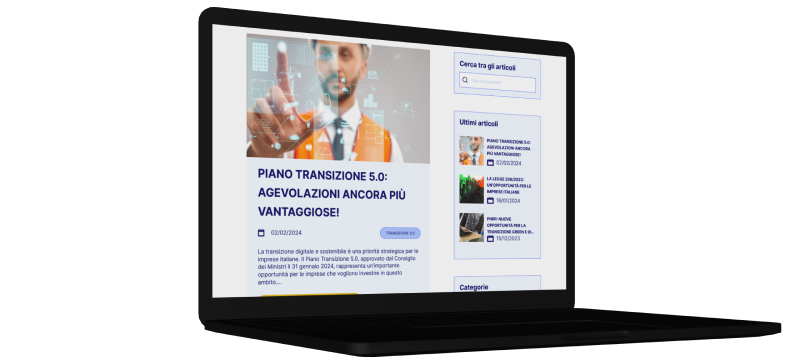 PIANO TRANSIZIONE 5.0:
AGEVOLAZIONI ANCORA PIÙ
VANTAGGIOSE!
02/02/2024
TRANSIZIONE 5.0
La transizione digitale e sostenibile è una priorità strategica per le
imprese italiane. Il Piano Transizione 5.0, approvato dal Consiglio
dei Ministri il 31 gennaio 2024, rappresenta un'importante
opportunità per le imprese che vogliono investire in questo
ambito....
Cerca tra gli articoli
Ultimi articoli
PIANO TRANSIZIONE 5.0:
AGEVOLAZIONI ANCORA
PIÙ VANTAGGIOSE!
02/02/2024
LA LEGGE 206/2023:
UN'OPPORTUNITÀ PER LE
IMPRESE ITALIANE
16/01/2024
PNRR: NUOVE
OPPORTUNITÀ PER LA
TRANSIZIONE GREEN E DI...
15/12/2023
Categorie